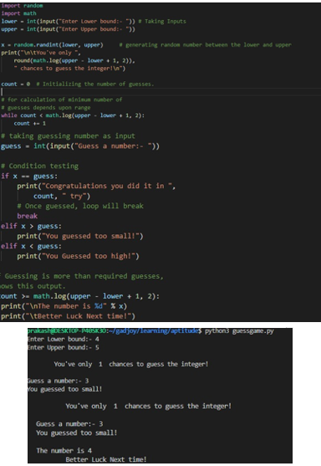 import random
import math
lower = int(input("Enter Lower bound:- ")) # Taking Inputs
upper = int(input("Enter Upper bound:- "))
x = random.randint(lower, upper) # generating random number between the lower and upper
print("\n\tYou've only ",
round(math.log(upper - lower + 1, 2)),
" chances to guess the integer!\n")
count = 0 # Initializing the number of guesses.
# for calculation of minimum number of
# guesses depends upon range
while count < math.log(upper - lower + 1, 2):
count += 1
# taking guessing number as input
guess = int(input("Guess a number:- "))
# Condition testing
if x == guess:
print("Congratulations you did it in ",
count, " try")
# Once guessed, loop will break
break
elif x > guess:
print("You guessed too small!")
elif x < guess:
print("You Guessed too high!")
Guessing is more than required guesses,
ows this output.
ount >= math.log(upper - lower + 1, 2):
print("\nThe number is %d" % x)
print("\tBetter Luck Next time!")
prakash@DESKTOP-P40SK3O:~/gadjoy/learning/aptitude$ python3 guessgame.py
Enter Lower bound:- 4
Enter Upper bound:- 5
You've only 1 chances to guess the integer!
Guess a number:- 3
You guessed too small!
You've only 1 chances to guess the integer!
Guess a number:- 3
You guessed too small!
The number is 4
Better Luck Next time!